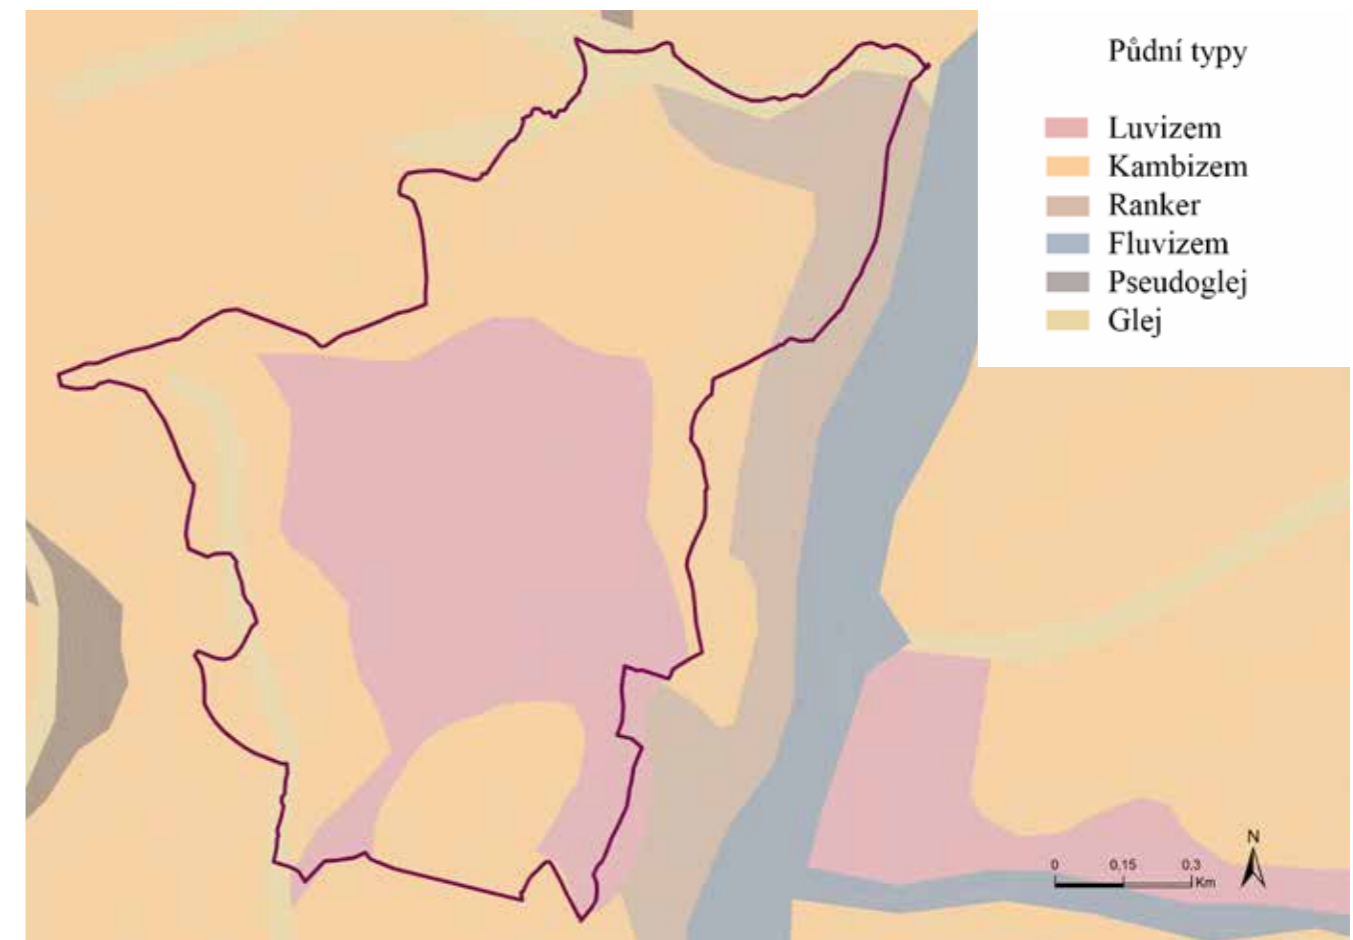 Půdní typy
Luvizem
Kambizem
Ranker
Fluvizem
Pseudoglej
Glej
N
0 0,15 0,3
Km